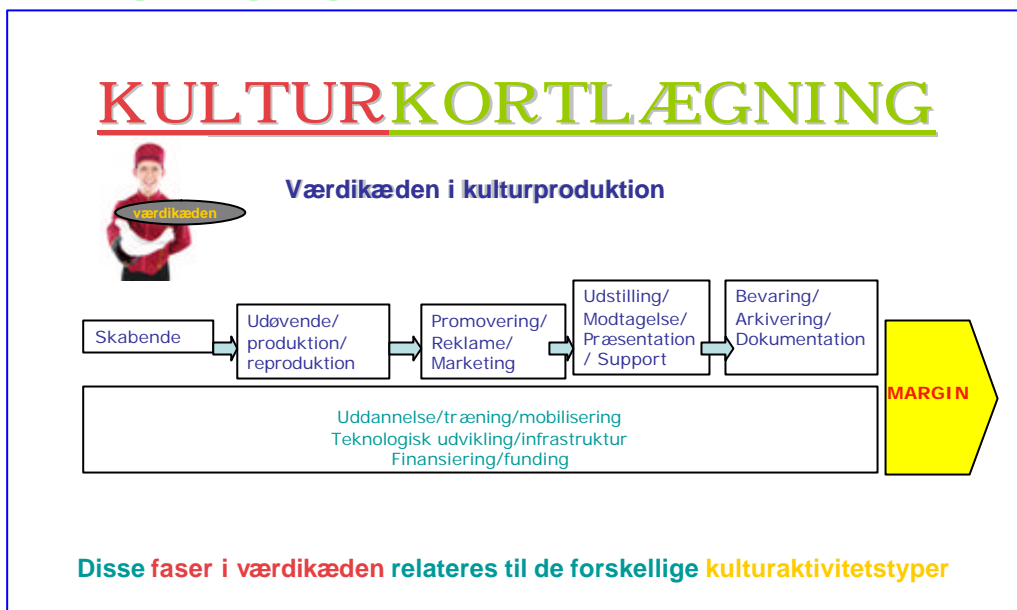 KULTURKORTLÆGNING
Værdikæden i kulturproduktion
værdikæden
Skabende
Udøvende/
produktion/
reproduktion
Promovering/
Reklame/
Marketing
Udstilling/
Modtagelse/
Præsentation
/ Support
Bevaring/
Arkivering/
Dokumentation
MARGIN
Uddannelse/træning/mobilisering
Teknologisk udvikling/infrastruktur
Finansiering/funding
Disse faser i værdikæden relateres til de forskellige kulturaktivitetstyper